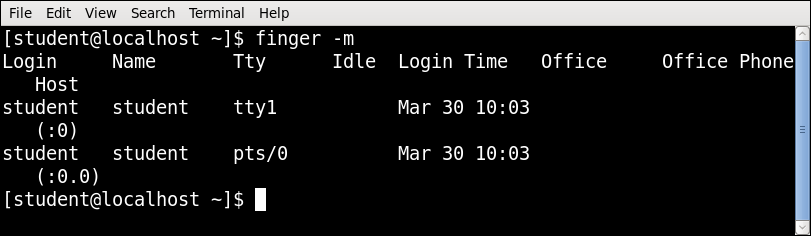 File Edit View Search Terminal Help
[student@localhost ~]$ finger -m
Login     Name       Tty      Idle  Login Time   Office     Office Phone
   Host
student   student    tty1           Mar 30 10:03
   (:0)
student   student    pts/0          Mar 30 10:03
   (:0.0)
[student@localhost ~]$